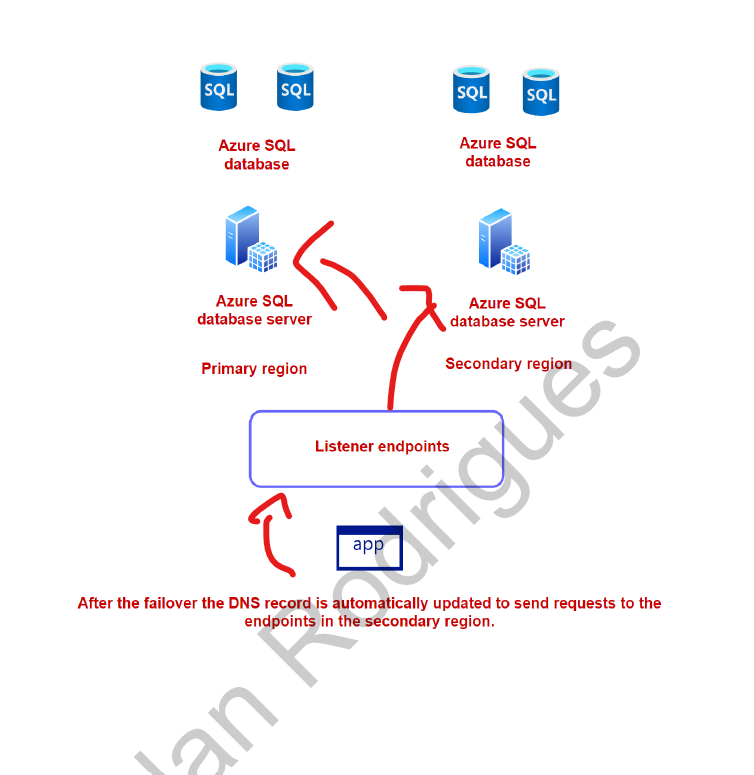 SQL SQL SQL SQL
Azure SQL
database
Azure SQL
database
Azure SQL
database server
Azure SQL
database server
Primary region
Secondary region
Listener endpoints
app
After the failover the DNS record is automatically updated to send requests to the
endpoints in the secondary region.
lan Rodrigues